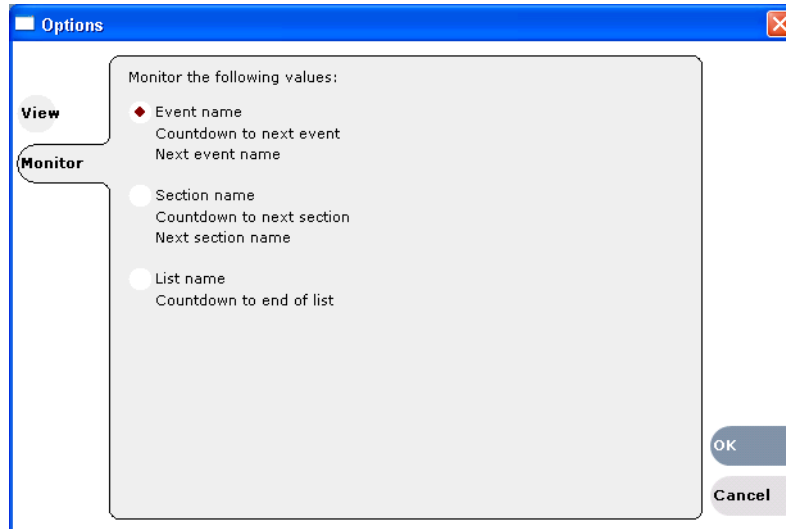 Options
View
Monitor
Monitor the following values:
Event name
Countdown to next event
Next event name
Section name
Countdown to next section
Next section name
List name
Countdown to end of list
OK
Cancel